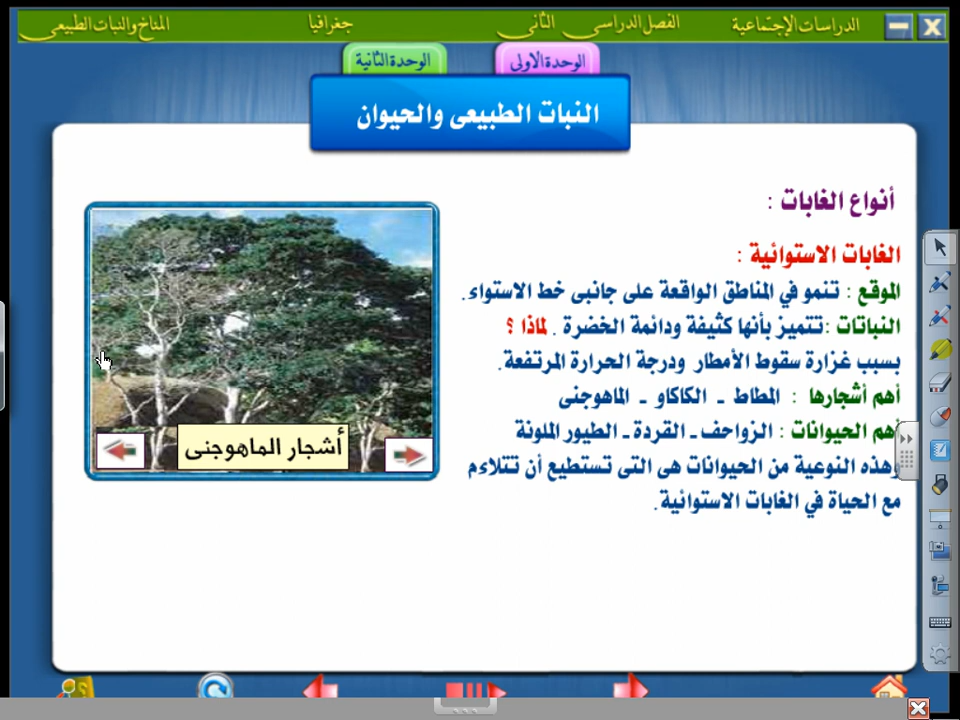 الدراسات الإجتماعية
الفصل الدراسى الثانى
جغرافيا
المناخ والنبات الطبيعى
الوحدة الاولى
الوحدة الثانية
النبات الطبيعى والحيوان
أنواع الغابات :
الغابات الاستوائية :
الموقع : تنمو في المناطق الواقعة على جانبى خط الاستواء.
النباتات :تتميز بأنها كثيفة ودائمة الخضرة . لماذا ؟
بسبب غزارة سقوط الأمطار ودرجة الحرارة المرتفعة.
أهم أشجارها : المطاط ـ الكاكاو ـ الماهوجنى
أهم الحيوانات : الزواحف ـ القردة ـ الطيور الملونة
وهذه النوعية من الحيوانات هى التى تستطيع أن تتلاءم
مع الحياة في الغابات الاستوائية.
أشجار الماهوجنى